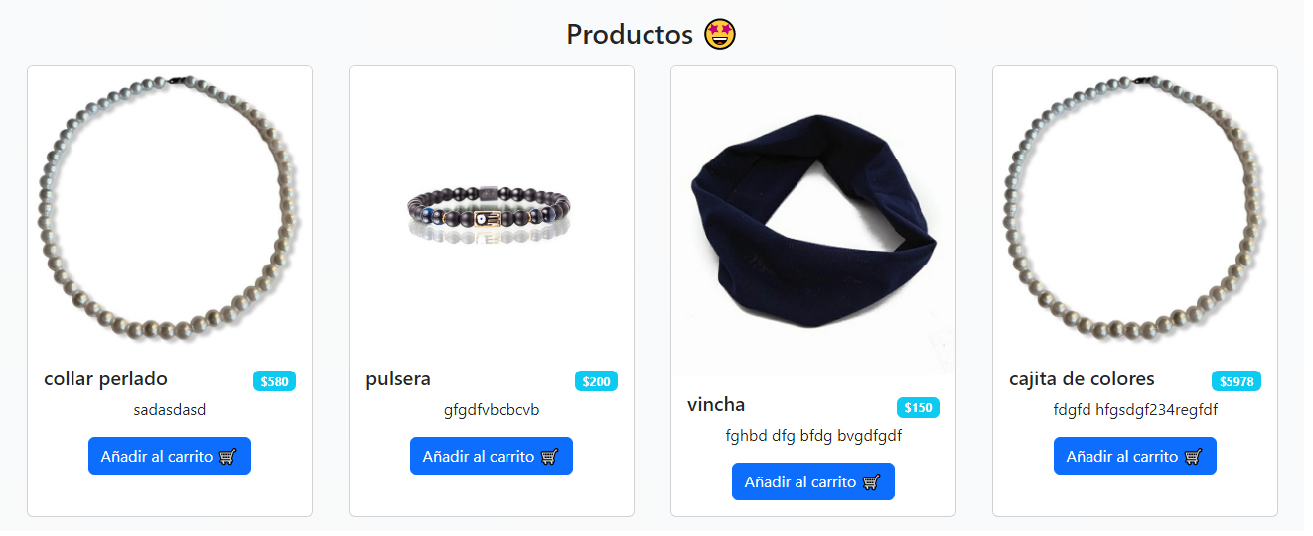 Productos 🤩
collar perlado $580
sadasdasd
Añadir al carrito 🛒
pulsera $200
gfgdfvbcbcvb
Añadir al carrito 🛒
vincha $150
fghbd dfg bfdg bvgdfgdf
Añadir al carrito 🛒
cajita de colores $5978
fdgfd hfgsdgf234regfdf
Añadir al carrito 🛒